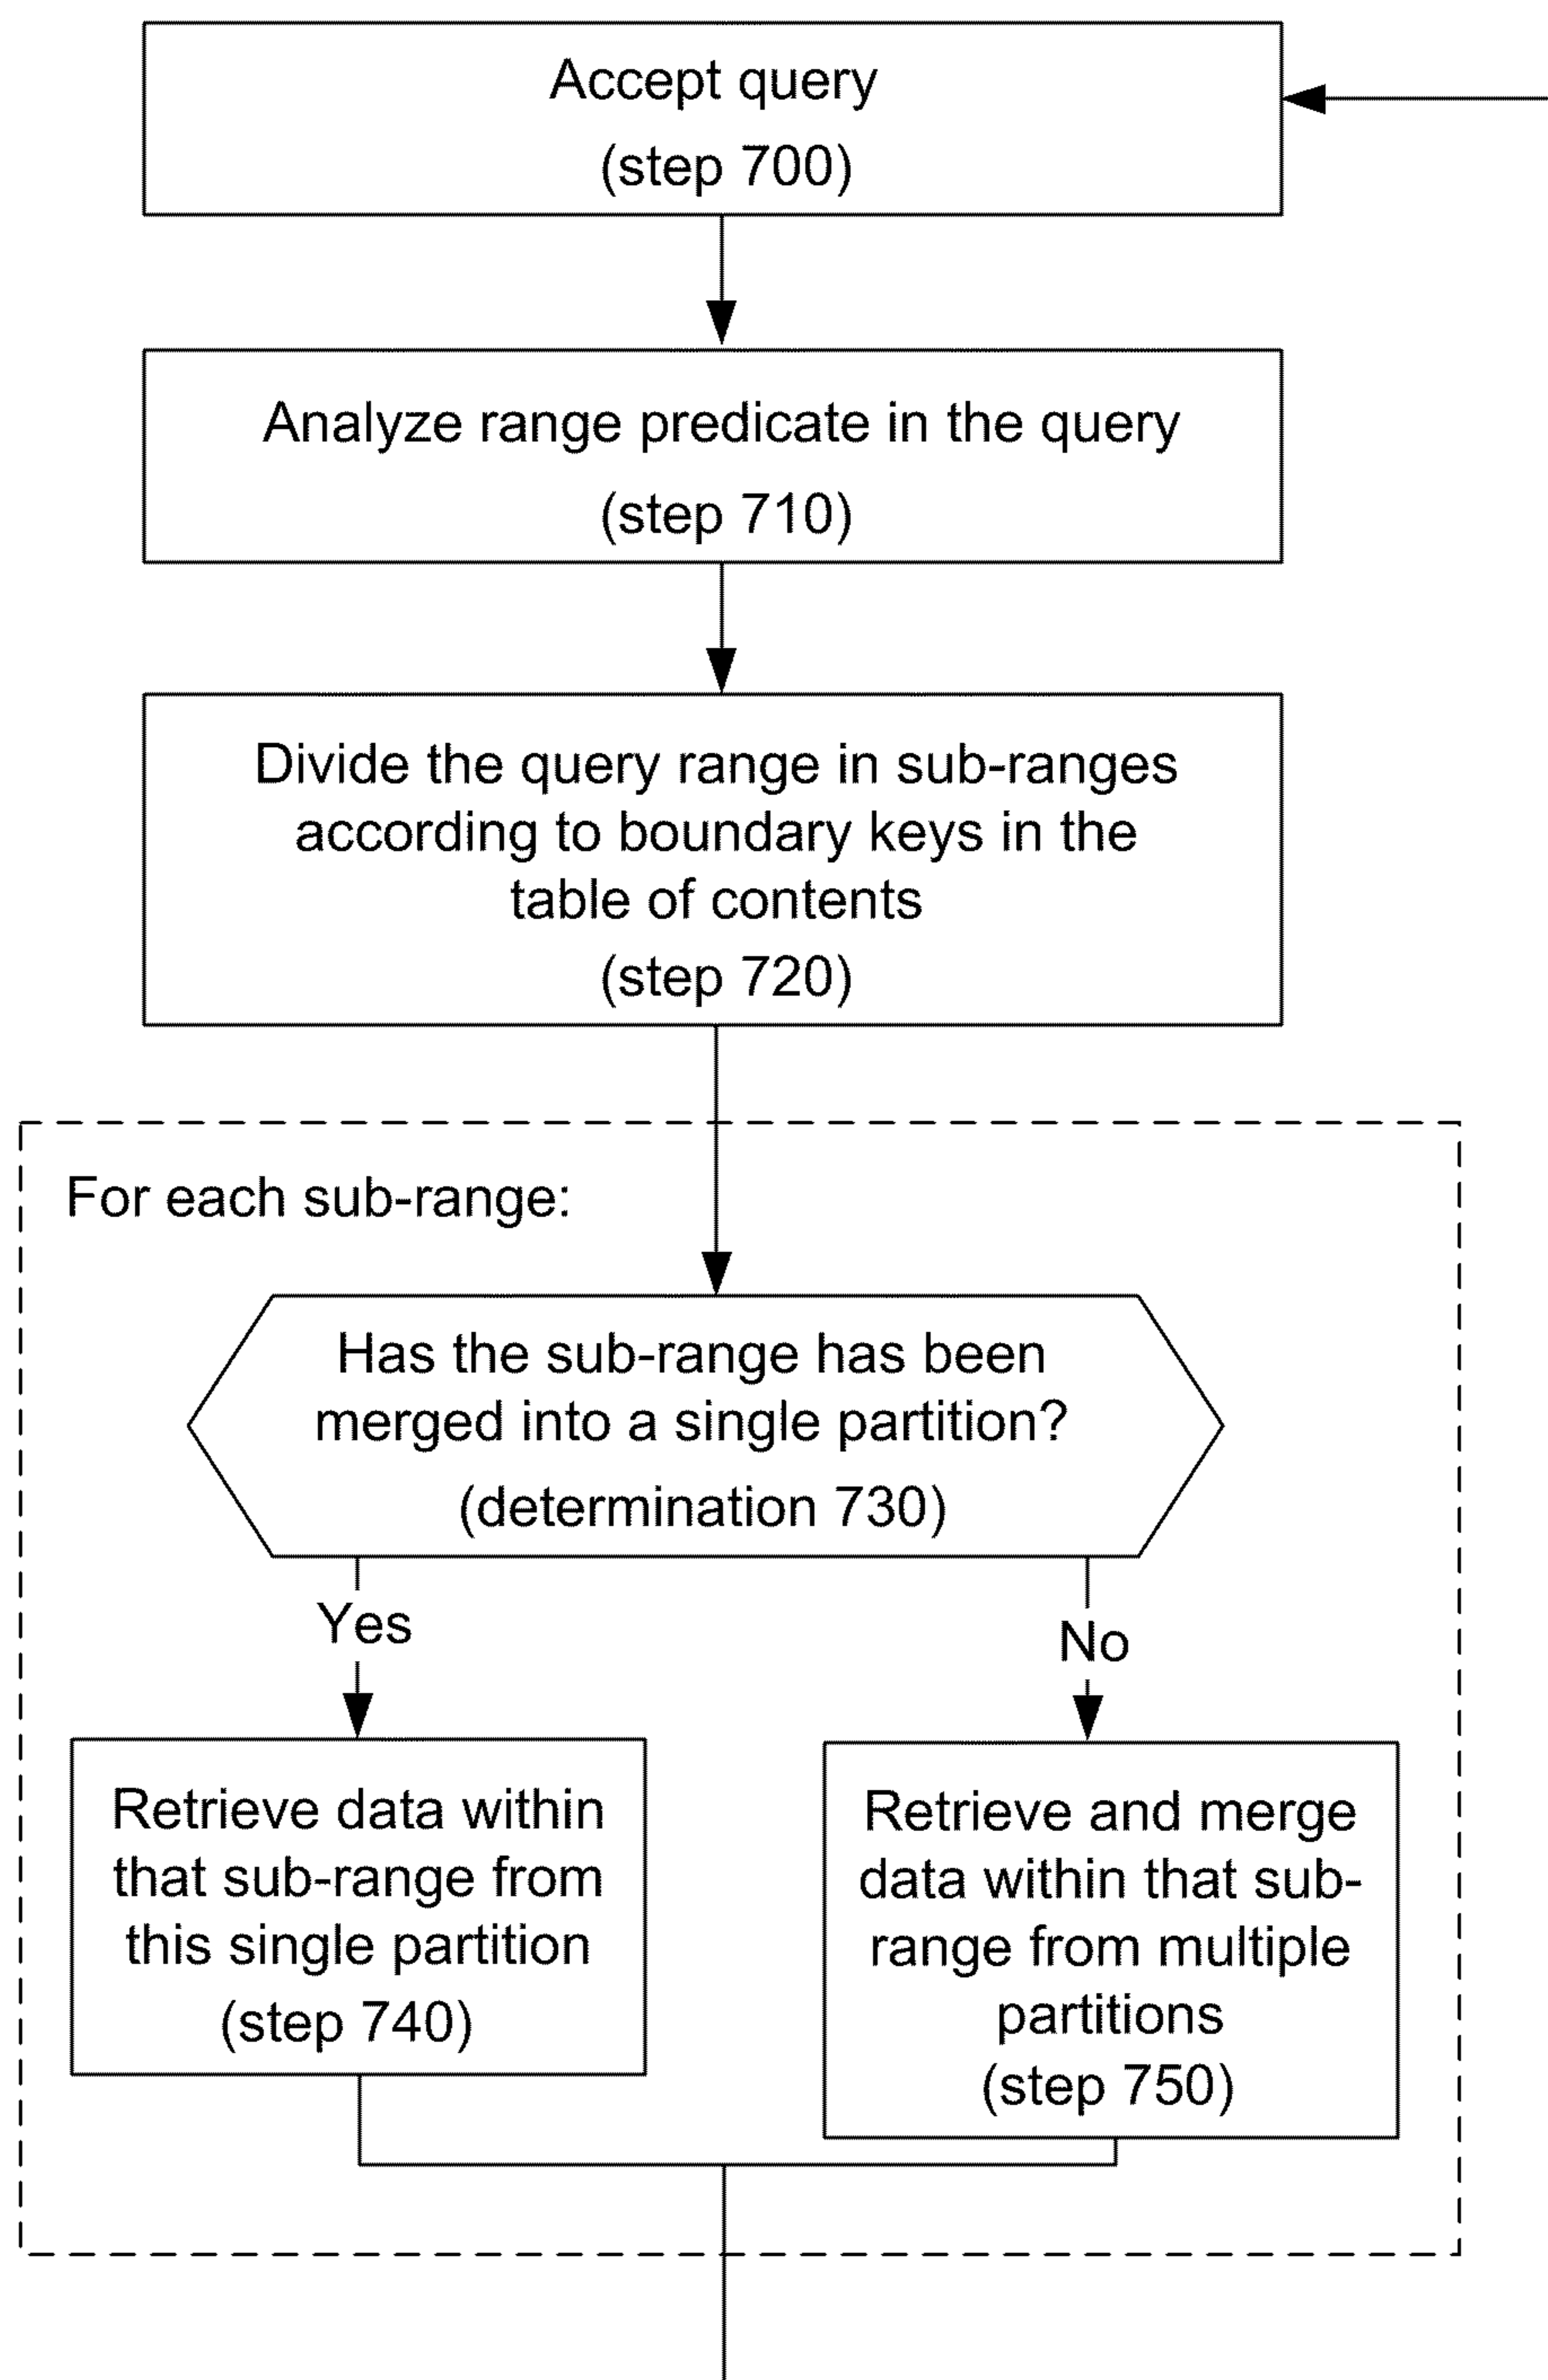 Accept query
(step 700)
Analyze range predicate in the query
(step 710)
Divide the query range in sub-ranges
according to boundary keys in the
table of contents
(step 720)
For each sub-range:
Has the sub-range has been
merged into a single partition?
(determination 730)
Yes
No
Retrieve data within
that sub-range from
this single partition
(step 740)
Retrieve and merge
data within that sub-
range from multiple
partitions
(step 750)